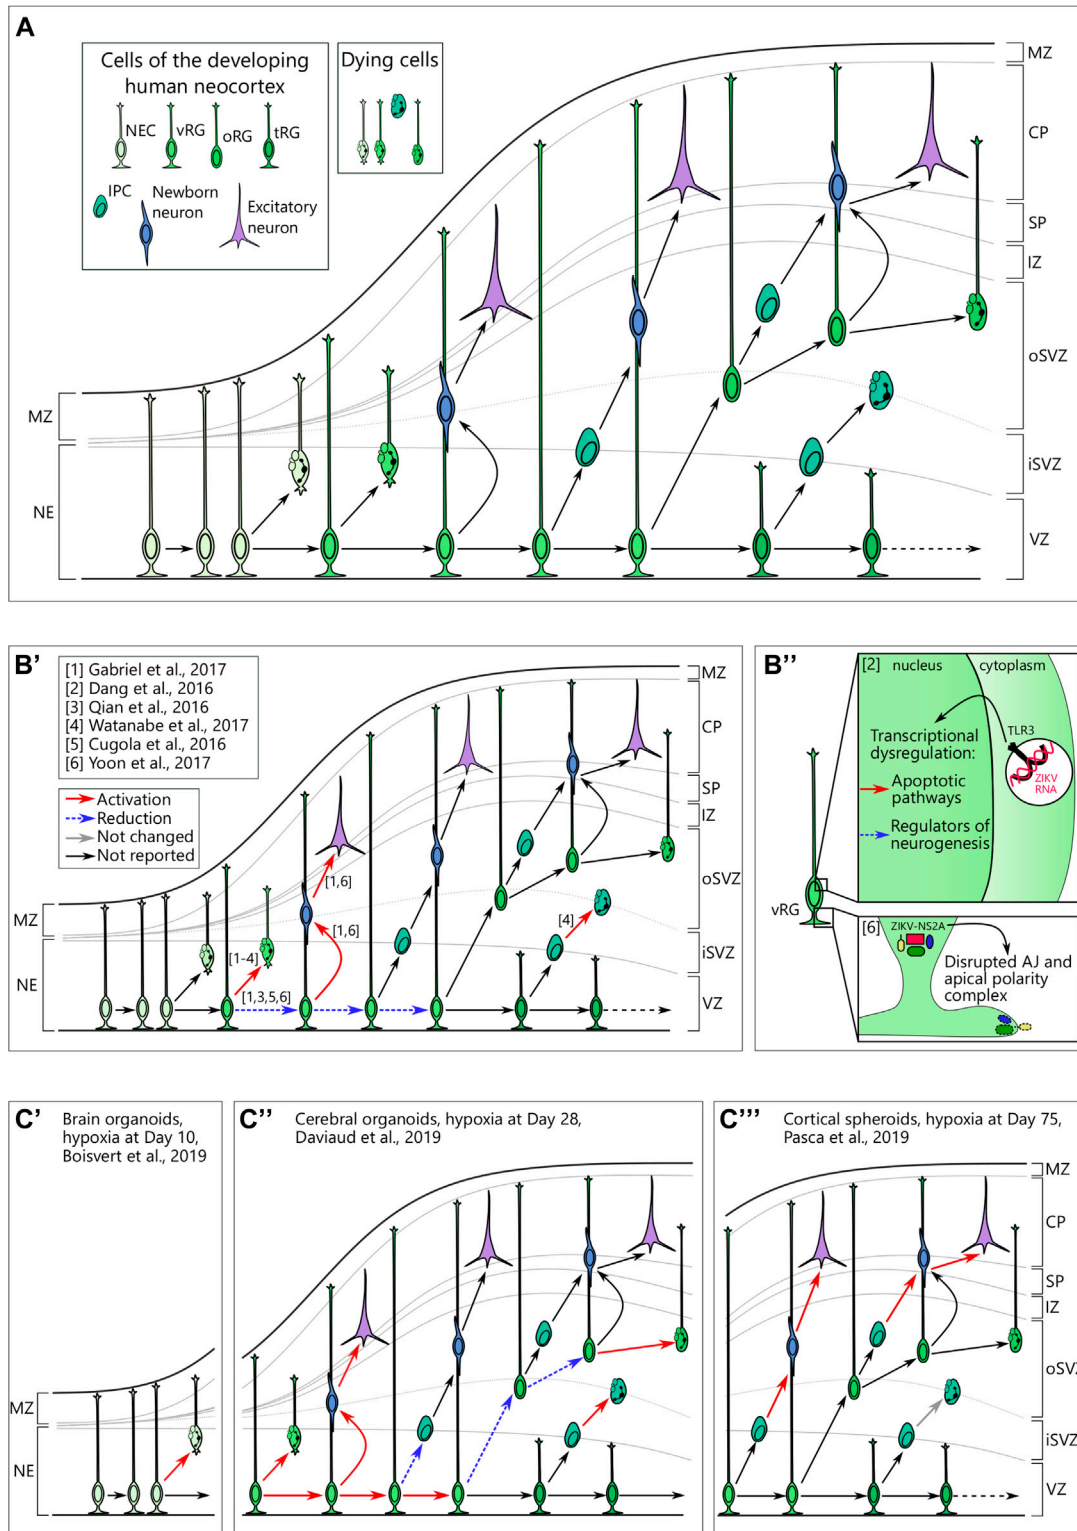 A
Cells of the developing
human neocortex
NEC
vRG
oRG
tRG
IPC
Newborn
neuron
Excitatory
neuron
Dying cells
MZ
NE
MZ
CP
SP
IZ
oSVZ
iSVZ
VZ
B'
[1] Gabriel et al., 2017
[2] Dang et al., 2016
[3] Qian et al., 2016
[4] Watanabe et al., 2017
[5] Cugola et al., 2016
[6] Yoon et al., 2017
Activation
Reduction
Not changed
Not reported
[1,6]
[1,6]
[4]
[1-4]
[1,3,5,6]
MZ
NE
MZ
CP
SP
IZ
oSVZ
iSVZ
VZ
B''
[2] nucleus
cytoplasm
TLR3
ZIKV
RNA
Transcriptional
dysregulation:
Apoptotic
pathways
Regulators of
neurogenesis
vRG
[6]
ZIKV-NS2A
Disrupted AJ and
apical polarity
complex
C'
Brain organoids,
hypoxia at Day 10,
Boisvert et al., 2019
MZ
NE
C''
Cerebral organoids, hypoxia at Day 28,
Daviaud et al., 2019
C'''
Cortical spheroids, hypoxia at Day 75,
Pasca et al., 2019
MZ
CP
SP
IZ
oSVZ
iSVZ
VZ